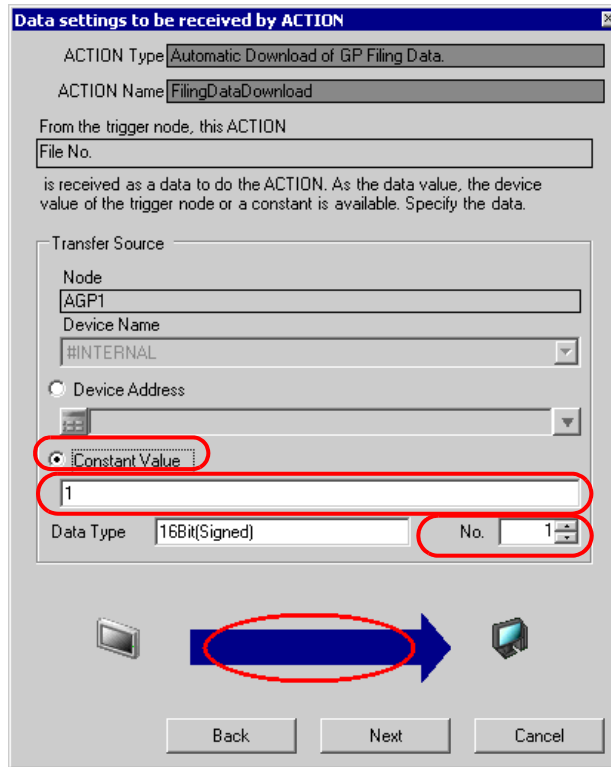 Data settings to be received by ACTION
ACTION Type Automatic Download of GP Filing Data.
ACTION Name FilingDataDownload
From the trigger node, this ACTION
File No.
is received as a data to do the ACTION. As the data value, the device
value of the trigger node or a constant is available. Specify the data.
Transfer Source
Node
AGP1
Device Name
#INTERNAL
Device Address
Constant Value
1
Data Type 16Bit(Signed) No. 1
Back Next Cancel